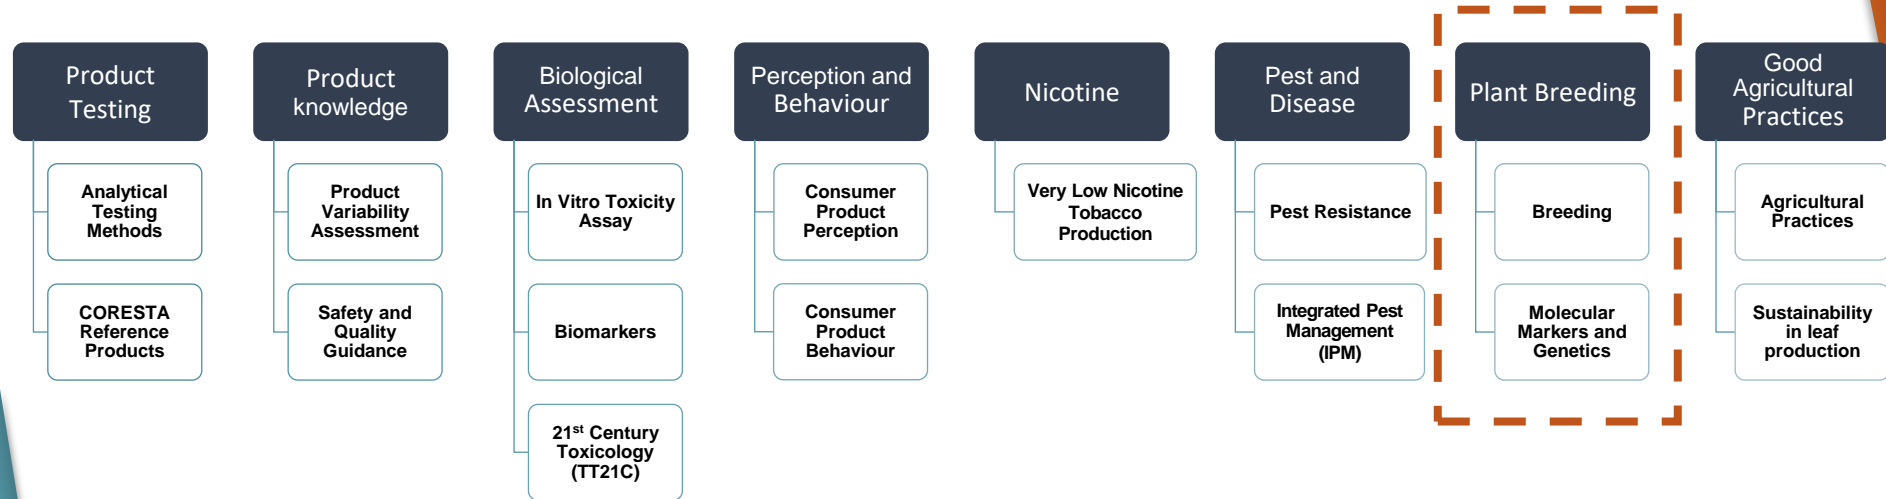 Product
Testing
Analytical
Testing
Methods
CORESTA
Reference
Products
Product
knowledge
Product
Variability
Assessment
Safety and
Quality
Guidance
Biological
Assessment
In Vitro Toxicity
Assay
Biomarkers
21st Century
Toxicology
(TT21C)
Perception and
Behaviour
Consumer
Product
Perception
Consumer
Product
Behaviour
Nicotine
Very Low Nicotine
Tobacco
Production
Pest and
Disease
Pest Resistance
Integrated Pest
Management
(IPM)
Plant Breeding
Breeding
Molecular
Markers and
Genetics
Good
Agricultural
Practices
Agricultural
Practices
Sustainability
in leaf
production